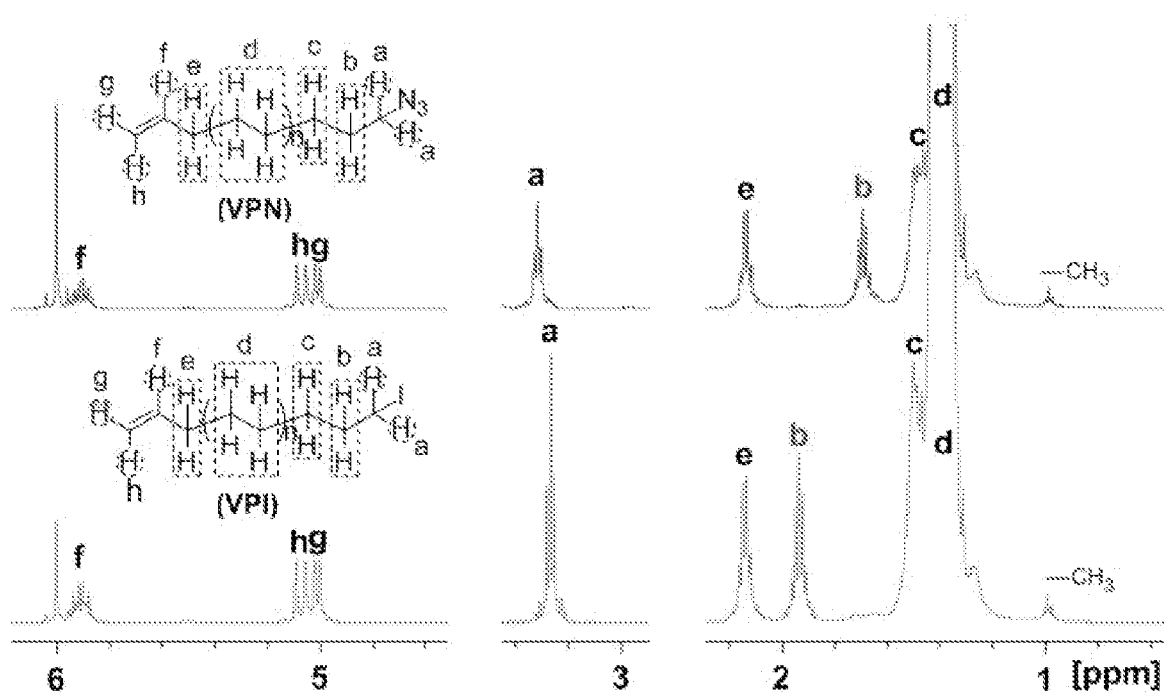 f e d c b a
g H H H H H H H
H N₃
H H H n H H H a
h
(VPN)
f hg a e b c d —CH₃
f e d c b a
g H H H H H H H
H I
H H H n H H H a
h
(VPI)
f hg a e b c d —CH₃
6 5 3 2 1 [ppm]